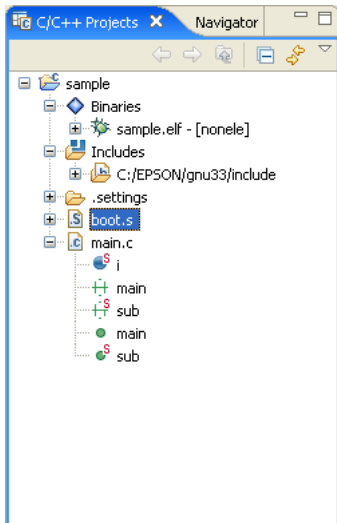 C/C++ Projects Navigator
sample
Binaries
sample.elf - [nonele]
Includes
C:/EPSON/gnu33/include
.settings
boot.s
main.c
i
main
sub
main
sub